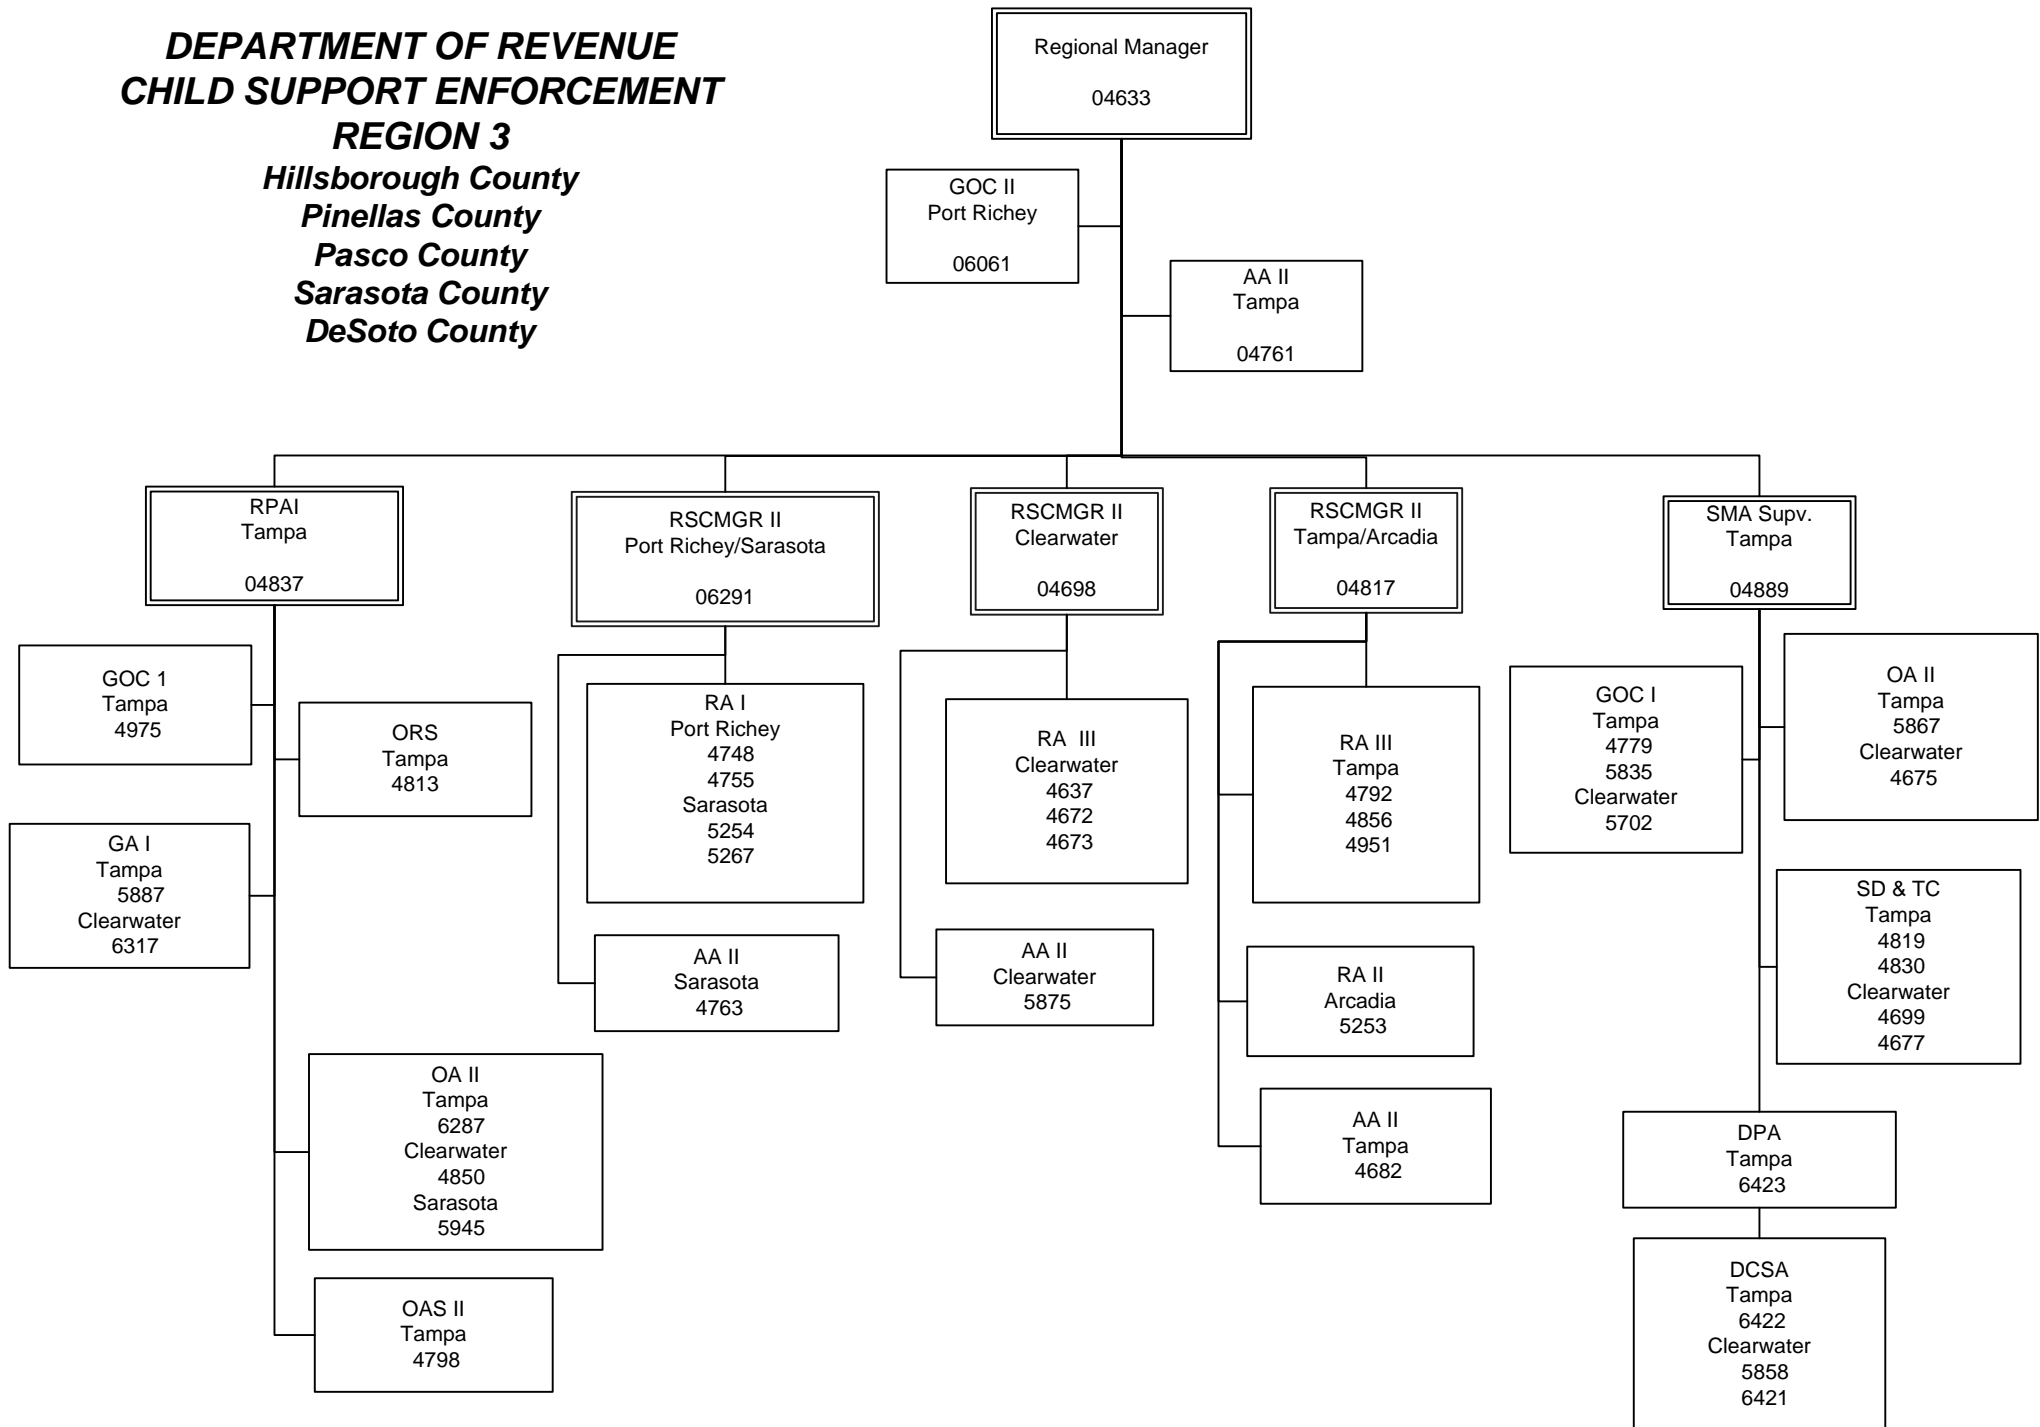 DEPARTMENT OF REVENUE
CHILD SUPPORT ENFORCEMENT
REGION 3
Hillsborough County
Pinellas County
Pasco County
Sarasota County
DeSoto County
Regional Manager
04633
GOC II
Port Richey
06061
AA II
Tampa
04761
RPAI
Tampa
04837
RSCMGR II
Port Richey/Sarasota
06291
RSCMGR II
Clearwater
04698
RSCMGR II
Tampa/Arcadia
04817
SMA Supv.
Tampa
04889
GOC 1
Tampa
4975
ORS
Tampa
4813
GA I
Tampa
5887
Clearwater
6317
OA II
Tampa
6287
Clearwater
4850
Sarasota
5945
OAS II
Tampa
4798
RA I
Port Richey
4748
4755
Sarasota
5254
5267
AA II
Sarasota
4763
RA  III
Clearwater
4637
4672
4673
AA II
Clearwater
5875
RA III
Tampa
4792
4856
4951
RA II
Arcadia
5253
AA II
Tampa
4682
GOC I
Tampa
4779
5835
Clearwater
5702
OA II
Tampa
5867
Clearwater
4675
SD & TC
Tampa
4819
4830
Clearwater
4699
4677
DPA
Tampa
6423
DCSA
Tampa
6422
Clearwater
5858
6421